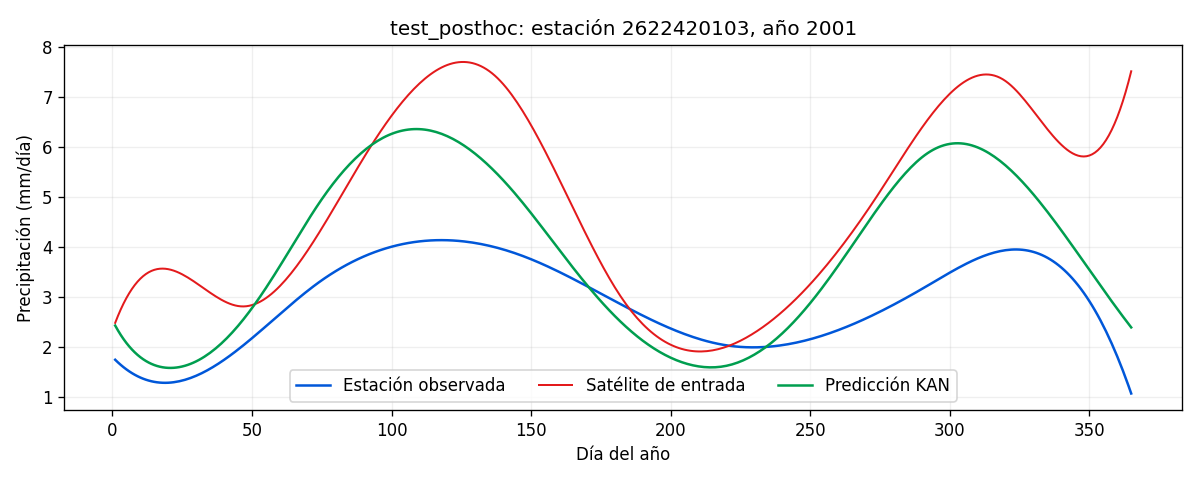 test_posthoc: estación 2622420103, año 2001
Precipitación (mm/día)
8
7
6
5
4
3
2
1
Estación observada Satélite de entrada Predicción KAN
0 50 100 150 200 250 300 350
Día del año